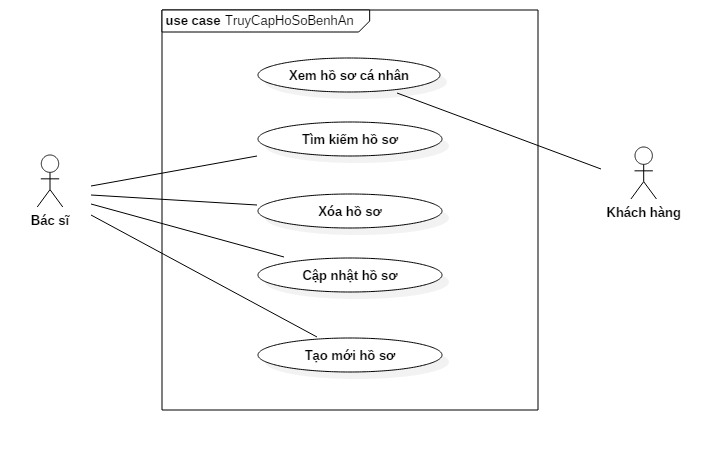 use case TruyCapHoSoBenhAn
Xem hồ sơ cá nhân
Tìm kiếm hồ sơ
Xóa hồ sơ
Bác sĩ
Khách hàng
Cập nhật hồ sơ
Tạo mới hồ sơ